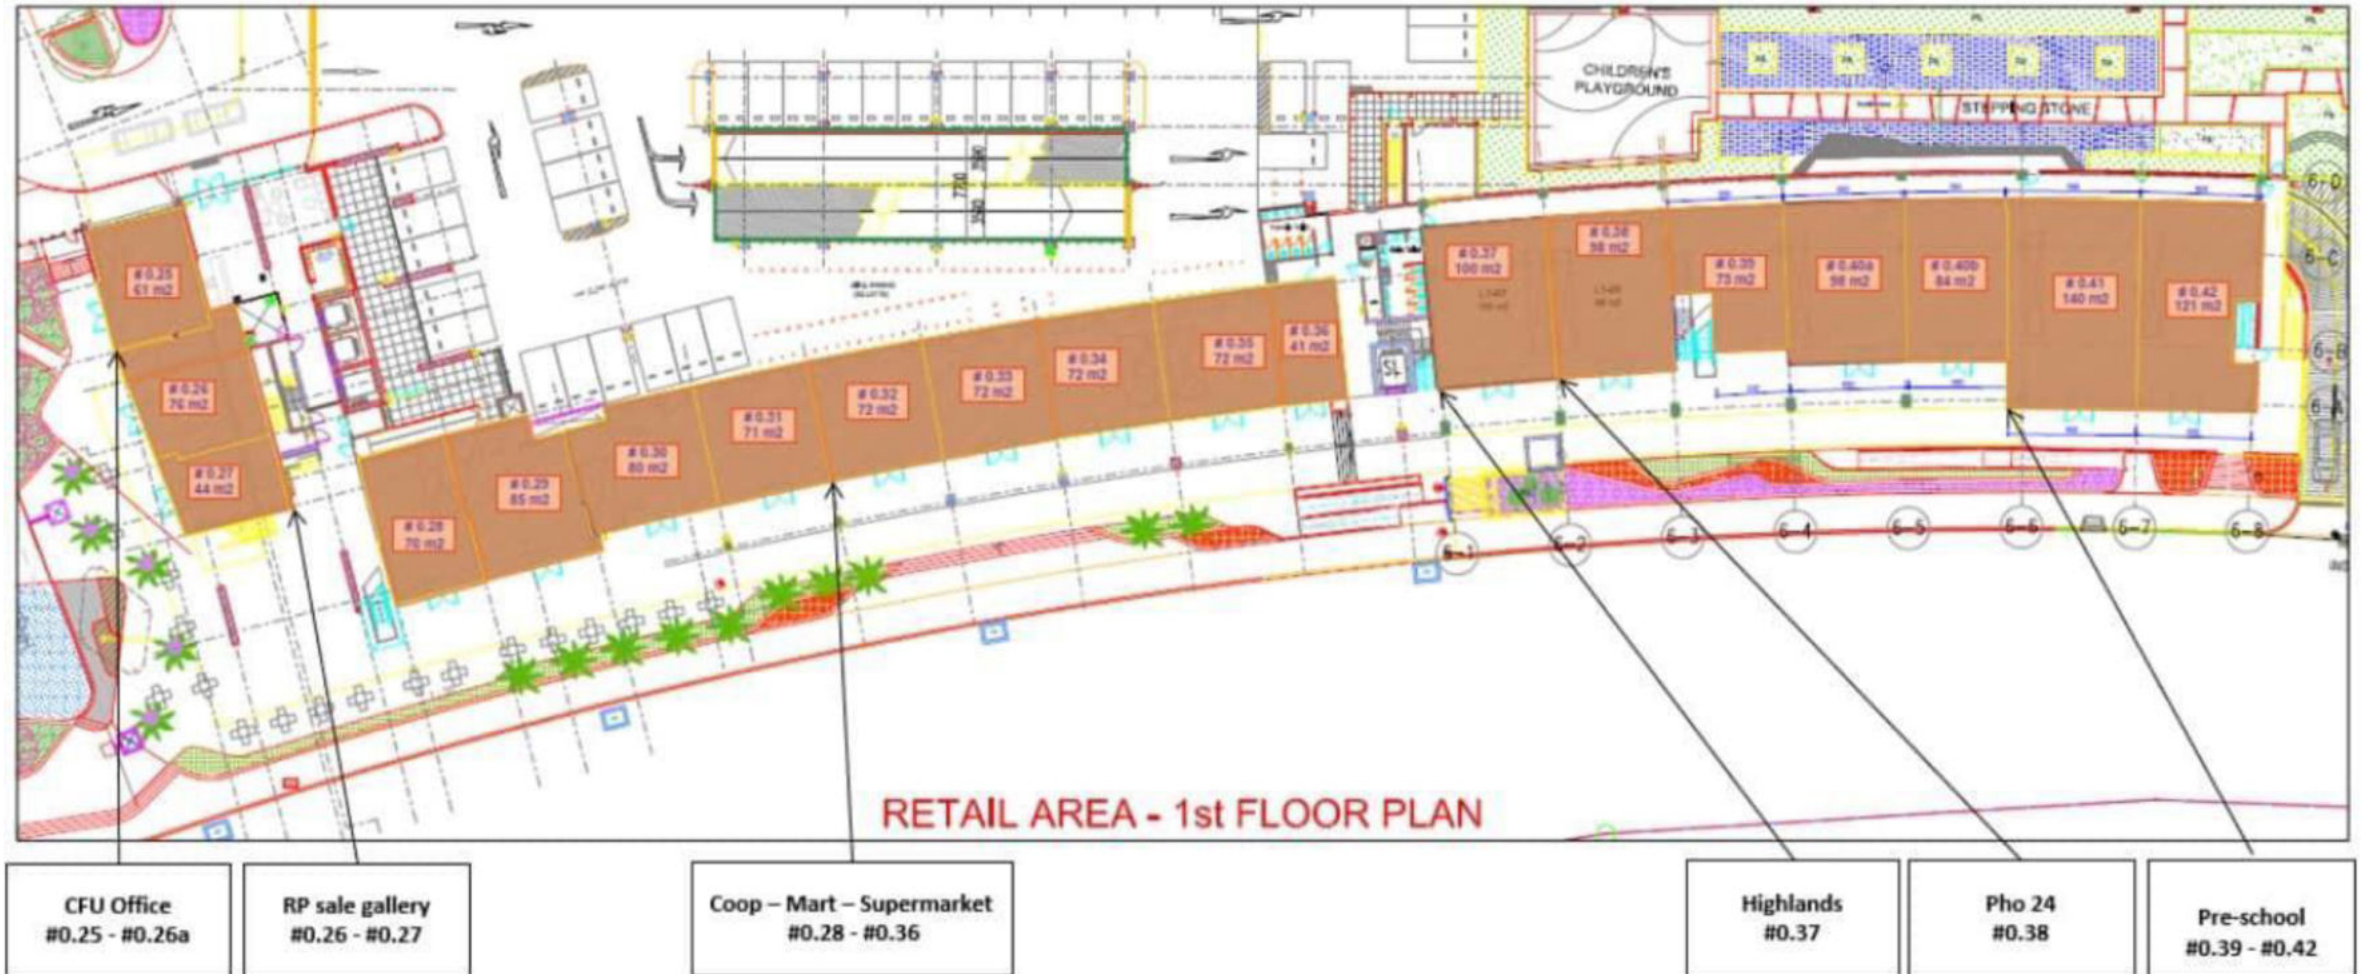 CHILDREN'S
PLAYGROUND
STEPPING STONE
7700
# 0.25
61 m2
# 0.26
76 m2
# 0.27
44 m2
# 0.28
70 m2
# 0.29
85 m2
# 0.30
80 m2
# 0.31
71 m2
# 0.32
72 m2
# 0.33
72 m2
# 0.34
72 m2
# 0.35
72 m2
# 0.36
41 m2
# 0.37
100 m2
# 0.38
98 m2
# 0.39
73 m2
# 0.40a
98 m2
# 0.40b
84 m2
# 0.41
140 m2
# 0.42
121 m2
SL
6-D
6-C
6-B
6-A
6-1
6-2
6-3
6-4
6-5
6-6
6-7
6-8
RETAIL AREA - 1st FLOOR PLAN
CFU Office
#0.25 - #0.26a
RP sale gallery
#0.26 - #0.27
Coop – Mart – Supermarket
#0.28 - #0.36
Highlands
#0.37
Pho 24
#0.38
Pre-school
#0.39 - #0.42